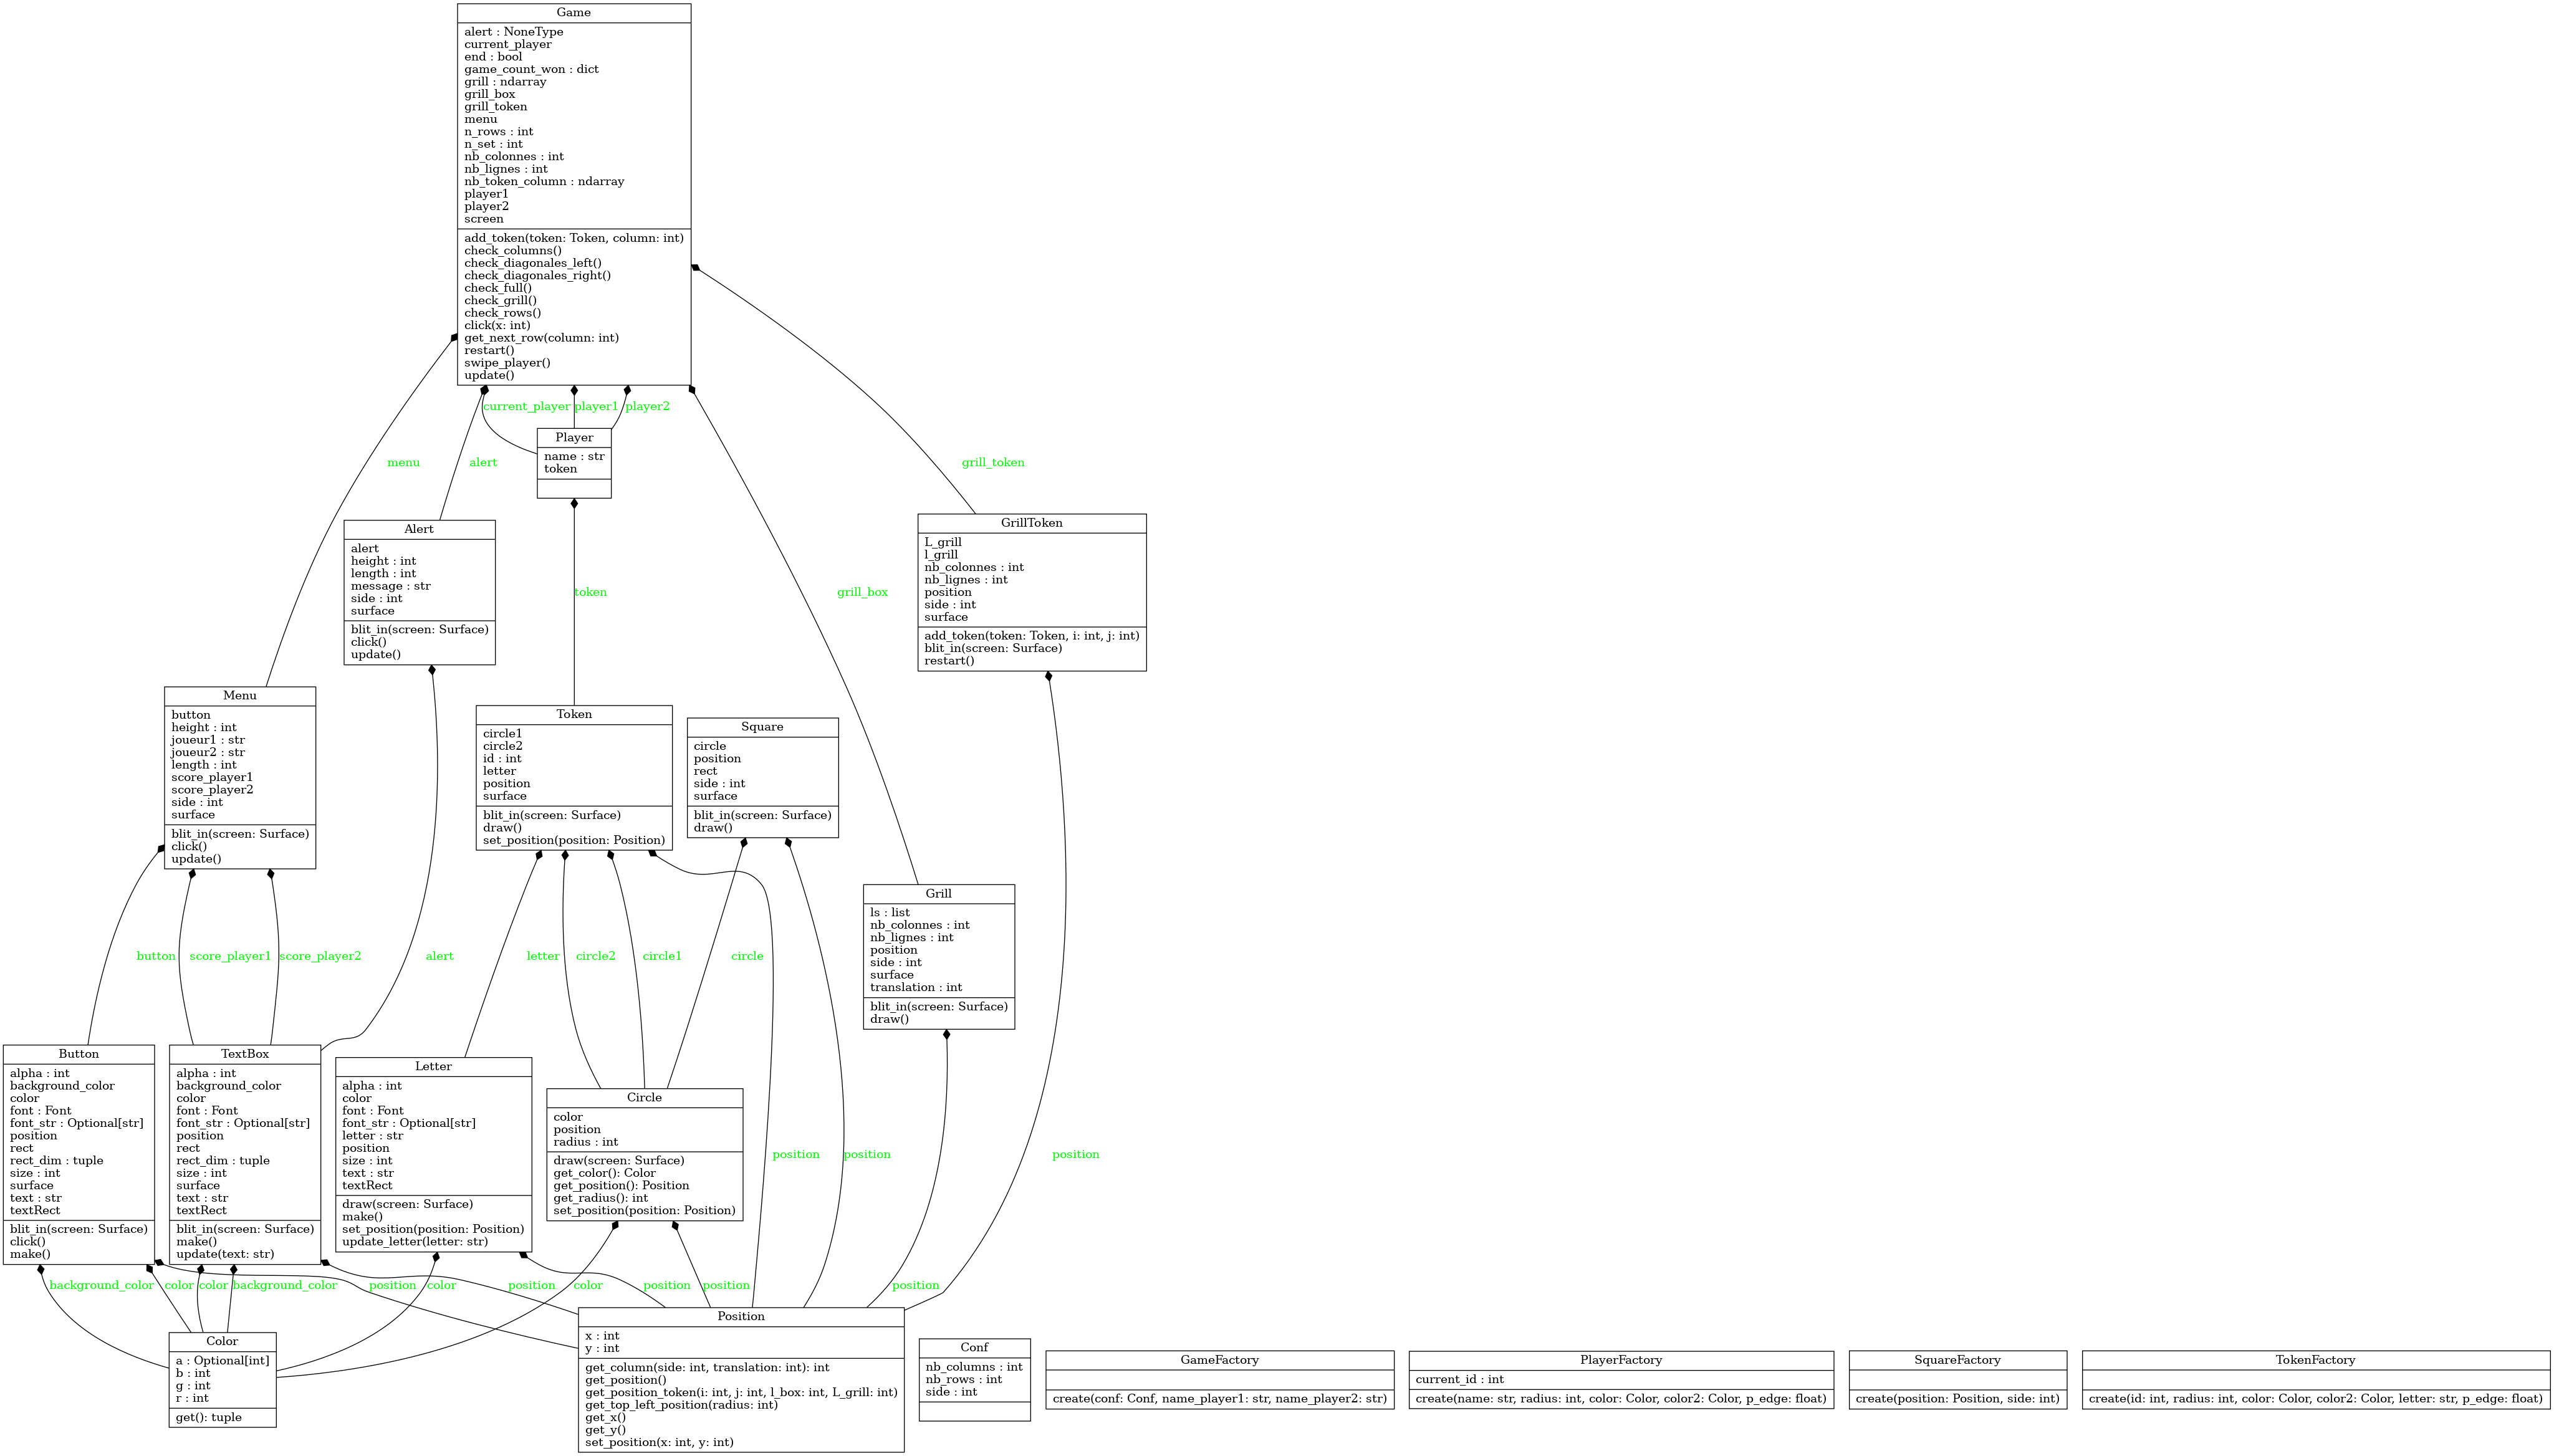 Game
alert : NoneType
current_player
end : bool
game_count_won : dict
grill : ndarray
grill_box
grill_token
menu
n_rows : int
n_set : int
nb_colonnes : int
nb_lignes : int
nb_token_column : ndarray
player1
player2
screen
add_token(token: Token, column: int)
check_columns()
check_diagonales_left()
check_diagonales_right()
check_full()
check_grill()
check_rows()
click(x: int)
get_next_row(column: int)
restart()
swipe_player()
update()
current_player
player1
player2
Player
name : str
token
menu
alert
grill_token
Alert
alert
height : int
length : int
message : str
side : int
surface
blit_in(screen: Surface)
click()
update()
token
grill_box
GrillToken
L_grill
l_grill
nb_colonnes : int
nb_lignes : int
position
side : int
surface
add_token(token: Token, i: int, j: int)
blit_in(screen: Surface)
restart()
Menu
button
height : int
joueur1 : str
joueur2 : str
length : int
score_player1
score_player2
side : int
surface
blit_in(screen: Surface)
click()
update()
Token
circle1
circle2
id : int
letter
position
surface
blit_in(screen: Surface)
draw()
set_position(position: Position)
Square
circle
position
rect
side : int
surface
blit_in(screen: Surface)
draw()
Grill
ls : list
nb_colonnes : int
nb_lignes : int
position
side : int
surface
translation : int
blit_in(screen: Surface)
draw()
button
score_player1
score_player2
alert
letter
circle2
circle1
circle
Button
alpha : int
background_color
color
font : Font
font_str : Optional[str]
position
rect
rect_dim : tuple
size : int
surface
text : str
textRect
blit_in(screen: Surface)
click()
make()
TextBox
alpha : int
background_color
color
font : Font
font_str : Optional[str]
position
rect
rect_dim : tuple
size : int
surface
text : str
textRect
blit_in(screen: Surface)
make()
update(text: str)
Letter
alpha : int
color
font : Font
font_str : Optional[str]
letter : str
position
size : int
text : str
textRect
draw(screen: Surface)
make()
set_position(position: Position)
update_letter(letter: str)
Circle
color
position
radius : int
draw(screen: Surface)
get_color(): Color
get_position(): Position
get_radius(): int
set_position(position: Position)
position
position
position
background_color
color
color
background_color
position
color
position
color
position
position
position
Color
a : Optional[int]
b : int
g : int
r : int
get(): tuple
Position
x : int
y : int
get_column(side: int, translation: int): int
get_position()
get_position_token(i: int, j: int, l_box: int, L_grill: int)
get_top_left_position(radius: int)
get_x()
get_y()
set_position(x: int, y: int)
Conf
nb_columns : int
nb_rows : int
side : int
GameFactory
create(conf: Conf, name_player1: str, name_player2: str)
PlayerFactory
current_id : int
create(name: str, radius: int, color: Color, color2: Color, p_edge: float)
SquareFactory
create(position: Position, side: int)
TokenFactory
create(id: int, radius: int, color: Color, color2: Color, letter: str, p_edge: float)